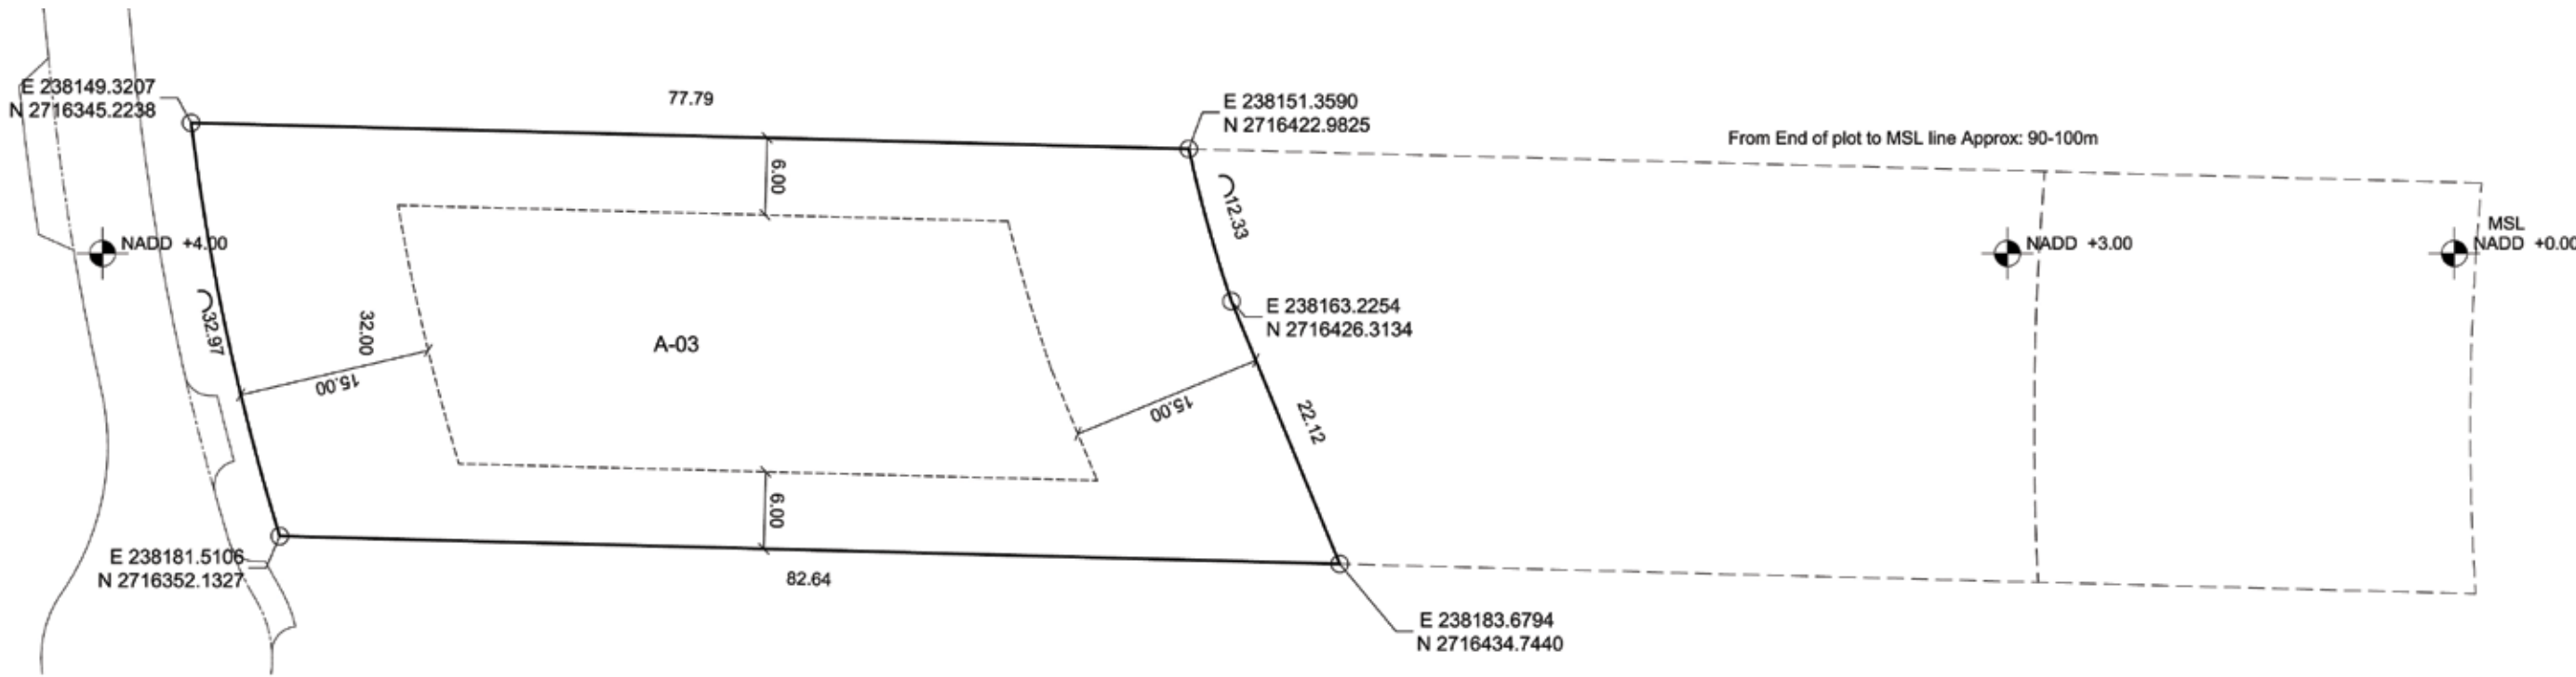 E 238149.3207
N 2716345.2238
77.79
E 238151.3590
N 2716422.9825
From End of plot to MSL line Approx: 90-100m
6.00
12.33
NADD +4.00
MSL
NADD +3.00
NADD +0.00
32.97
32.00
15.00
A-03
E 238163.2254
N 2716426.3134
15.00
22.12
6.00
E 238181.5106
N 2716352.1327
82.64
E 238183.6794
N 2716434.7440